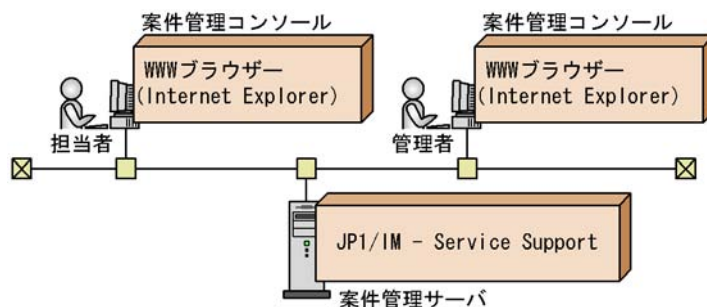 案件管理コンソール
WWWブラウザー
(Internet Explorer)
担当者
案件管理コンソール
WWWブラウザー
(Internet Explorer)
管理者
JP1/IM - Service Support
案件管理サーバ